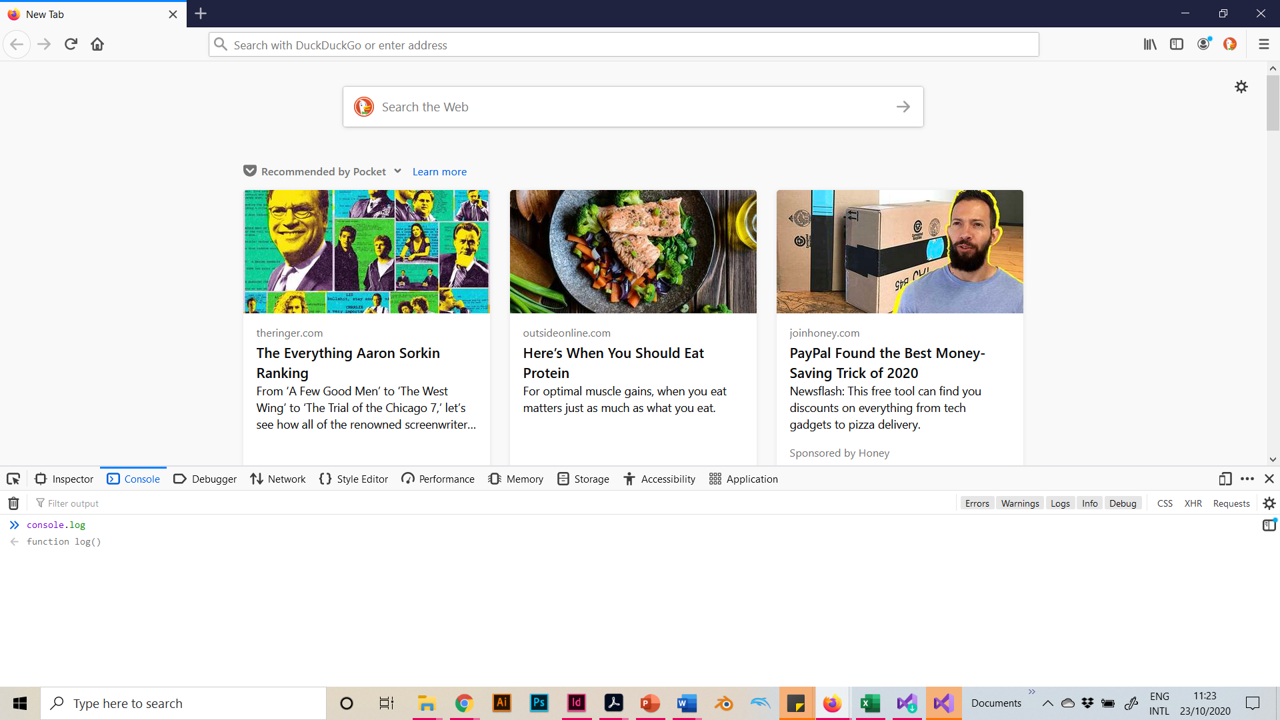 New Tab
Search with DuckDuckGo or enter address
Search the Web
Recommended by Pocket Learn more
theringer.com
The Everything Aaron Sorkin
Ranking
From ‘A Few Good Men’ to ‘The West
Wing’ to ‘The Trial of the Chicago 7,’ let’s
see how all of the renowned screenwriter...
outsideonline.com
Here’s When You Should Eat
Protein
For optimal muscle gains, when you eat
matters just as much as what you eat.
joinhoney.com
PayPal Found the Best Money-
Saving Trick of 2020
Newsflash: This free tool can find you
discounts on everything from tech
gadgets to pizza delivery.
Sponsored by Honey
Inspector Console Debugger Network Style Editor Performance Memory Storage Accessibility Application
Filter output Errors Warnings Logs Info Debug CSS XHR Requests
console.log
function log()
Type here to search
Ai Ps Id
Documents
ENG
INTL
11:23
23/10/2020